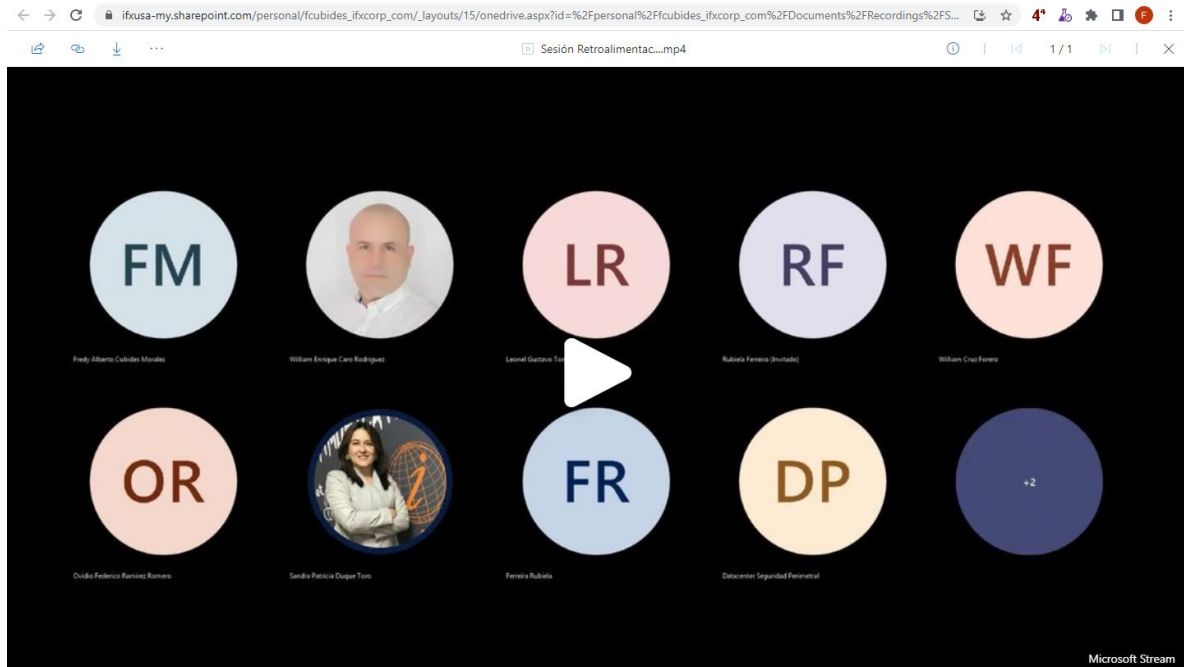 ifxusa-my.sharepoint.com/personal/fcubides_ifxcorp_com/_layouts/15/onedrive.aspx?id=%2Fpersonal%2Ffcubides_ifxcorp_com%2FDocuments%2FRecordings%2FS...
4ᵃ
F
Sesión Retroalimentac....mp4
1 / 1
FM
LR
RF
WF
Fredy Alberto Cubides Morales
William Enrique Caro Rodriguez
Leonel Gustavo
Rubiela Ferreira (Invitado)
William Cruz Forero
OR
i
FR
DP
+2
Ovidio Federico Ramirez Romero
Sandra Patricia Duque Toro
Ferreira Rubiela
Datacenter Seguridad Perimetral
Microsoft Stream